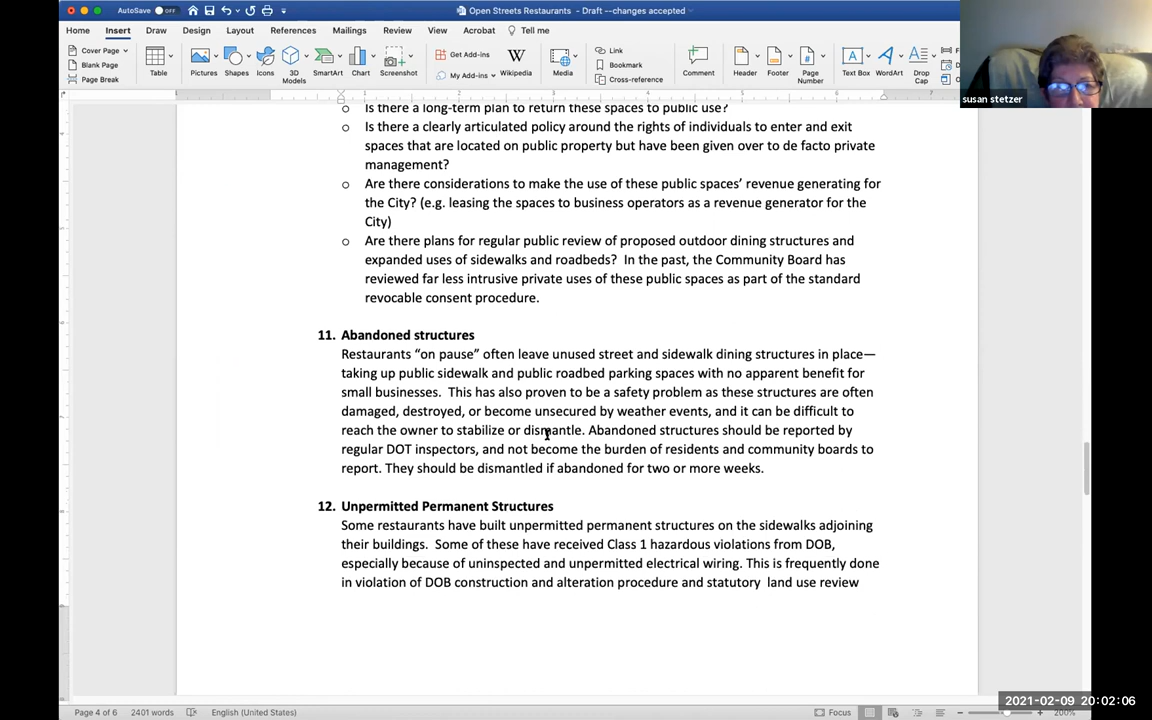 AutoSave OFF
Open Streets Restaurants - Draft --changes accepted
Home Insert Draw Design Layout References Mailings Review View Acrobat Tell me
Cover Page
Blank Page
Page Break
Table
Pictures
Shapes
Icons
3D
Models
SmartArt
Chart
Screenshot
Get Add-ins
My Add-ins
Wikipedia
Media
Link
Bookmark
Cross-reference
Comment
Header
Footer
Page
Number
Text Box
WordArt
Drop
Cap
susan stetzer
o Is there a long-term plan to return these spaces to public use?
o Is there a clearly articulated policy around the rights of individuals to enter and exit
spaces that are located on public property but have been given over to de facto private
management?
o Are there considerations to make the use of these public spaces’ revenue generating for
the City? (e.g. leasing the spaces to business operators as a revenue generator for the
City)
o Are there plans for regular public review of proposed outdoor dining structures and
expanded uses of sidewalks and roadbeds?  In the past, the Community Board has
reviewed far less intrusive private uses of these public spaces as part of the standard
revocable consent procedure.
11. Abandoned structures
Restaurants “on pause” often leave unused street and sidewalk dining structures in place—
taking up public sidewalk and public roadbed parking spaces with no apparent benefit for
small businesses.  This has also proven to be a safety problem as these structures are often
damaged, destroyed, or become unsecured by weather events, and it can be difficult to
reach the owner to stabilize or dismantle. Abandoned structures should be reported by
regular DOT inspectors, and not become the burden of residents and community boards to
report. They should be dismantled if abandoned for two or more weeks.
12. Unpermitted Permanent Structures
Some restaurants have built unpermitted permanent structures on the sidewalks adjoining
their buildings.  Some of these have received Class 1 hazardous violations from DOB,
especially because of uninspected and unpermitted electrical wiring. This is frequently done
in violation of DOB construction and alteration procedure and statutory  land use review
Page 4 of 6 2401 words English (United States) Focus 200%
2021-02-09 20:02:06